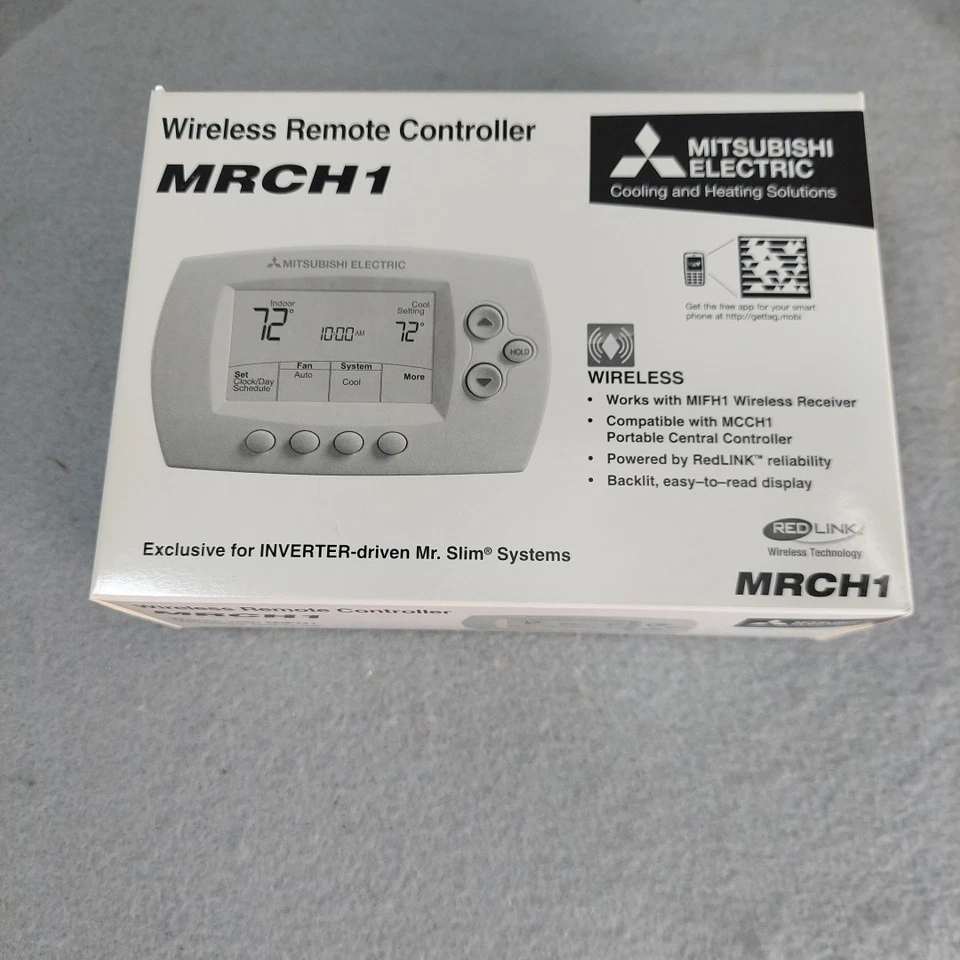 Wireless Remote Controller
MRCH1
MITSUBISHI
ELECTRIC
Cooling and Heating Solutions
Get the free app for your smart
phone at http://gettag.mobi
MITSUBISHI ELECTRIC
Indoor
72°
10:00 AM
Cool
Setting
72°
HOLD
Set
Clock/Day
Schedule
Fan
Auto
System
Cool
More
WIRELESS
• Works with MIFH1 Wireless Receiver
• Compatible with MCCH1
Portable Central Controller
• Powered by RedLINK™ reliability
• Backlit, easy–to–read display
REDLINK
Wireless Technology
Exclusive for INVERTER-driven Mr. Slim® Systems
MRCH1
Wireless Remote Controller
MRCH1